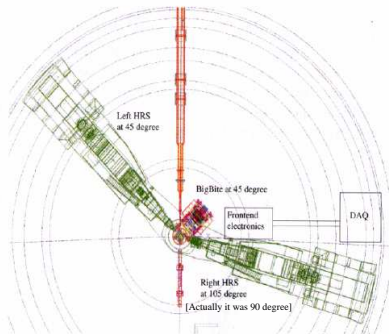 Left HRS
at 45 degree
BigBite at 45 degree
Frontend
electronics
DAQ
Right HRS
at 105 degree
[Actually it was 90 degree]